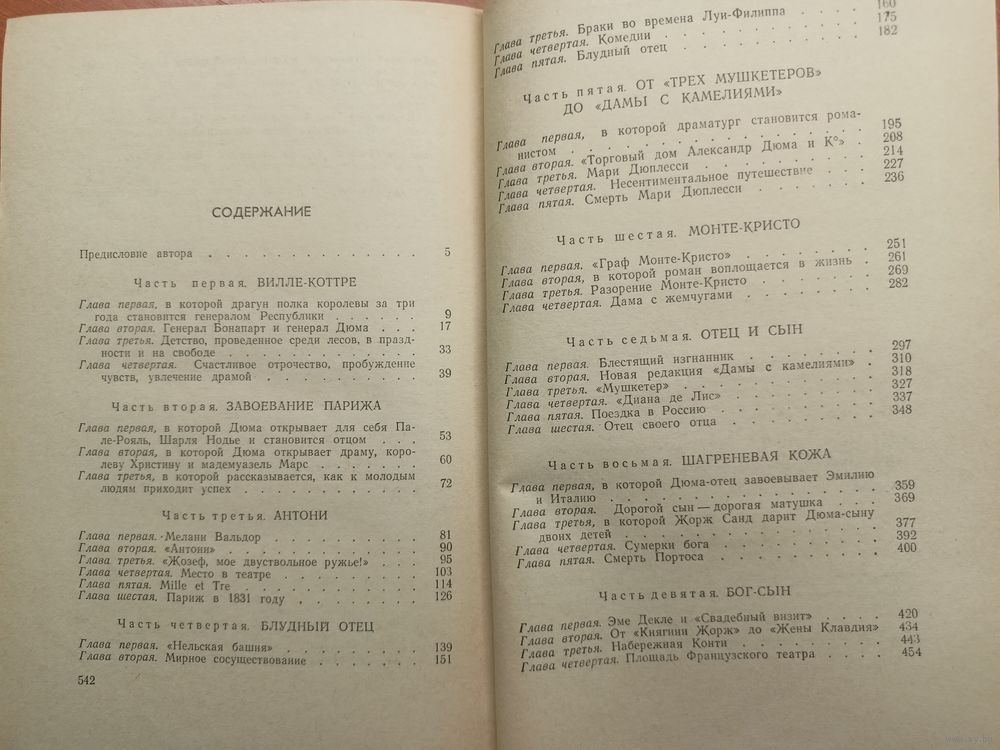 СОДЕРЖАНИЕ
Предисловие автора . . . . . . . . . . . . . . 5
Часть первая. ВИЛЛЕ-КОТТРЕ
Глава первая, в которой драгун полка королевы за три
года становится генералом Республики . . . . . . 9
Глава вторая. Генерал Бонапарт и генерал Дюма . . . 17
Глава третья. Детство, проведенное среди лесов, в празд-
ности и на свободе . . . . . . . . . . . . . 33
Глава четвертая. Счастливое отрочество, пробуждение
чувств, увлечение драмой . . . . . . . . . . 39
Часть вторая. ЗАВОЕВАНИЕ ПАРИЖА
Глава первая, в которой Дюма открывает для себя Па-
ле-Рояль, Шарля Нодье и становится отцом . . . 53
Глава вторая, в которой Дюма открывает драму, коро-
леву Христину и мадемуазель Марс . . . . . . . 60
Глава третья, в которой рассказывается, как к молодым
людям приходит успех . . . . . . . . . . . . 72
Часть третья. АНТОНИ
Глава первая. Мелани Вальдор . . . . . . . . . . 81
Глава вторая. «Антони» . . . . . . . . . . . . . 90
Глава третья. «Жозеф, мое двуствольное ружье!» . . . 95
Глава четвертая. Место в театре . . . . . . . . . . 103
Глава пятая. Mille et Tre . . . . . . . . . . . . 114
Глава шестая. Париж в 1831 году . . . . . . . . . 126
Часть четвертая. БЛУДНЫЙ ОТЕЦ
Глава первая. «Нельская башня» . . . . . . . . . . 139
Глава вторая. Мирное сосуществование . . . . . . . 151
542
Глава третья. Браки во времена Луи-Филиппа . . . . 160
Глава четвертая. Комедии . . . . . . . . . . . . 175
Глава пятая. Блудный отец . . . . . . . . . . . 182
Часть пятая. ОТ «ТРЕХ МУШКЕТЕРОВ»
ДО «ДАМЫ С КАМЕЛИЯМИ»
Глава первая, в которой драматург становится рома-
нистом . . . . . . . . . . . . . . . . . . 195
Глава вторая. «Торговый дом Александр Дюма и К°» . 208
Глава третья. Мари Дюплесси . . . . . . . . . . 214
Глава четвертая. Несентиментальное путешествие . . . 227
Глава пятая. Смерть Мари Дюплесси . . . . . . . 236
Часть шестая. МОНТЕ-КРИСТО
Глава первая. «Граф Монте-Кристо» . . . . . . . . 251
Глава вторая, в которой роман воплощается в жизнь . 261
Глава третья. Разорение Монте-Кристо . . . . . . . 269
Глава четвертая. Дама с жемчугами . . . . . . . . 282
Часть седьмая. ОТЕЦ И СЫН
Глава первая. Блестящий изгнанник . . . . . . . . 297
Глава вторая. Новая редакция «Дамы с камелиями» . 310
Глава третья. «Мушкетер» . . . . . . . . . . . . 318
Глава четвертая. «Диана де Лис» . . . . . . . . . 327
Глава пятая. Поездка в Россию . . . . . . . . . . 337
Глава шестая. Отец своего отца . . . . . . . . . . 348
Часть восьмая. ШАГРЕНЕВАЯ КОЖА
Глава первая, в которой Дюма-отец завоевывает Эмилию
и Италию . . . . . . . . . . . . . . . . . 359
Глава вторая. Дорогой сын — дорогая матушка . . . 369
Глава третья, в которой Жорж Санд дарит Дюма-сыну
двоих детей . . . . . . . . . . . . . . . . 377
Глава четвертая. Сумерки бога . . . . . . . . . . 392
Глава пятая. Смерть Портоса . . . . . . . . . . . 400
Часть девятая. БОГ-СЫН
Глава первая. Эме Декле и «Свадебный визит» . . . . 420
Глава вторая. От «Княгини Жорж» до «Жены Клавдия» 434
Глава третья. Набережная Конти . . . . . . . . . 443
Глава четвертая. Площадь Французского театра . . . . 454